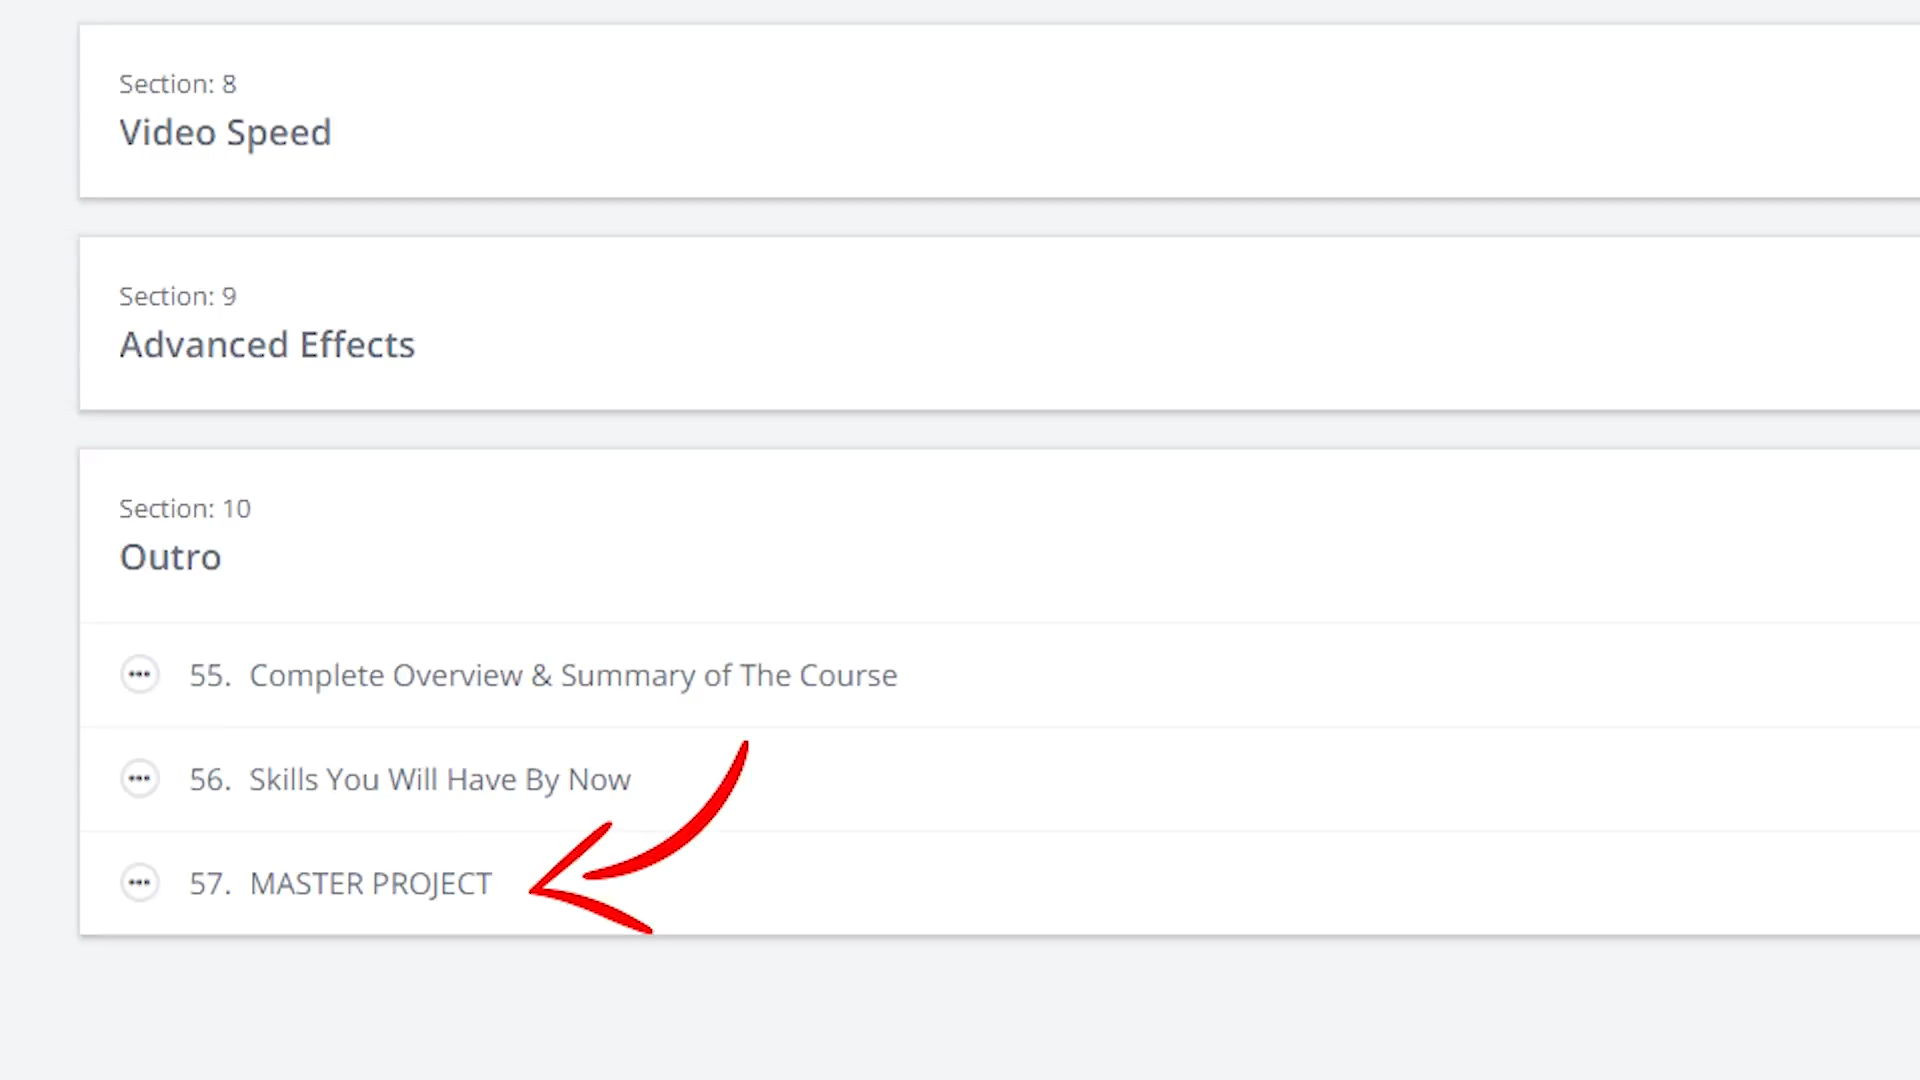 Section: 8
Video Speed
Section: 9
Advanced Effects
Section: 10
Outro
55. Complete Overview & Summary of The Course
56. Skills You Will Have By Now
57. MASTER PROJECT